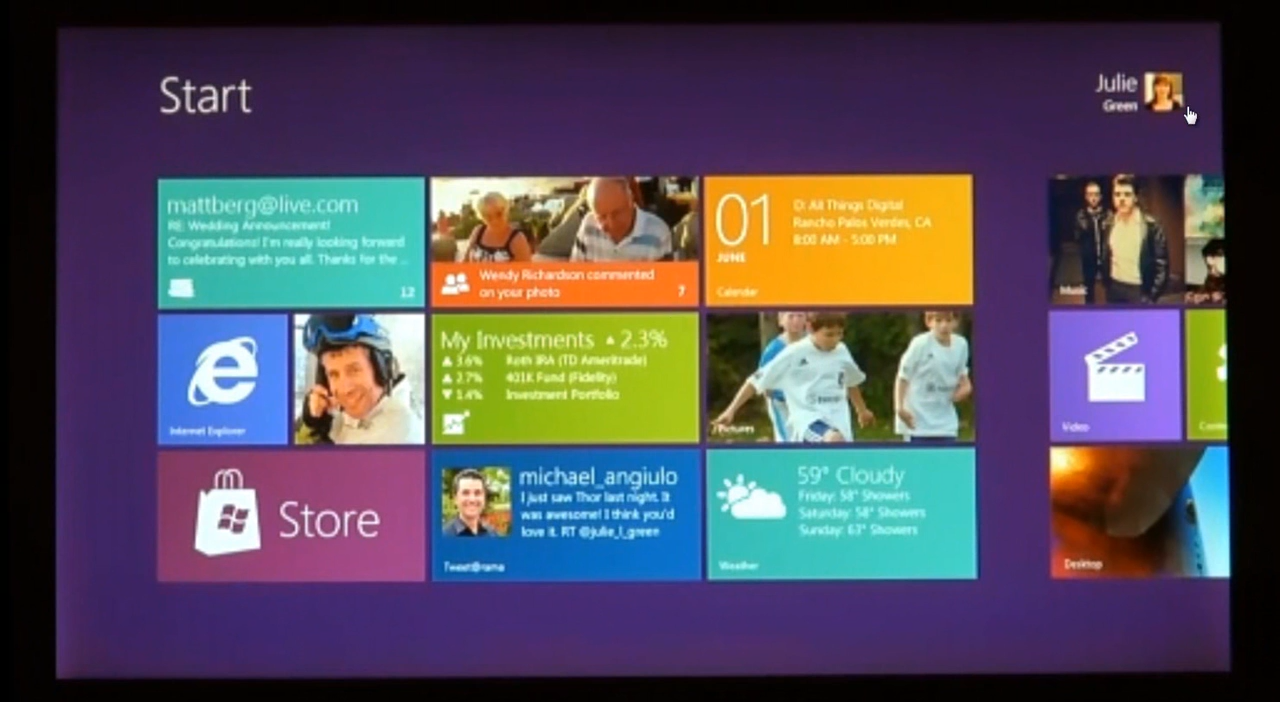 Start
Julie
Green
mattberg@live.com
RE: Wedding Announcement!
Congratulations! I'm really looking forward
to celebrating with you all. Thanks for the ...
12
Wendy Richardson commented
on your photo
7
01
JUNE
D: All Things Digital
Rancho Palos Verdes, CA
8:00 AM - 5:00 PM
Calendar
Music
Internet Explorer
My Investments ▲ 2.3%
▲ 3.6% Roth IRA (TD Ameritrade)
▲ 2.7% 401K Fund (Fidelity)
▼ 1.4% Investment Portfolio
Pictures
Video
Store
michael_angiulo
I just saw Thor last night. It
was awesome! I think you'd
love it. RT @julie_l_green
Tweet@rama
59° Cloudy
Friday: 58° Showers
Saturday: 58° Showers
Sunday: 63° Showers
Weather
Desktop